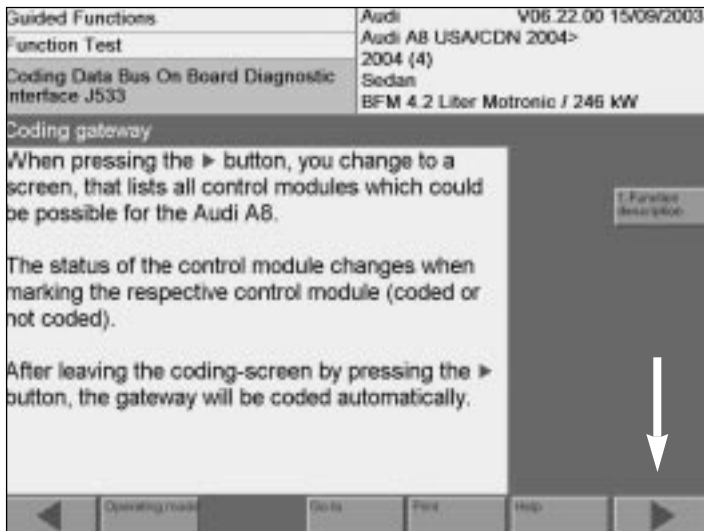 Guided Functions
Function Test
Coding Data Bus On Board Diagnostic
Interface J533
Audi V06.22.00 15/09/2003
Audi A8 USA/CDN 2004>
2004 (4)
Sedan
BFM 4.2 Liter Motronic / 246 kW
Coding gateway
When pressing the ▶ button, you change to a
screen, that lists all control modules which could
be possible for the Audi A8.
The status of the control module changes when
marking the respective control module (coded or
not coded).
After leaving the coding-screen by pressing the ▶
button, the gateway will be coded automatically.
1. Function
description
Operating mode
Go to
Print
Help